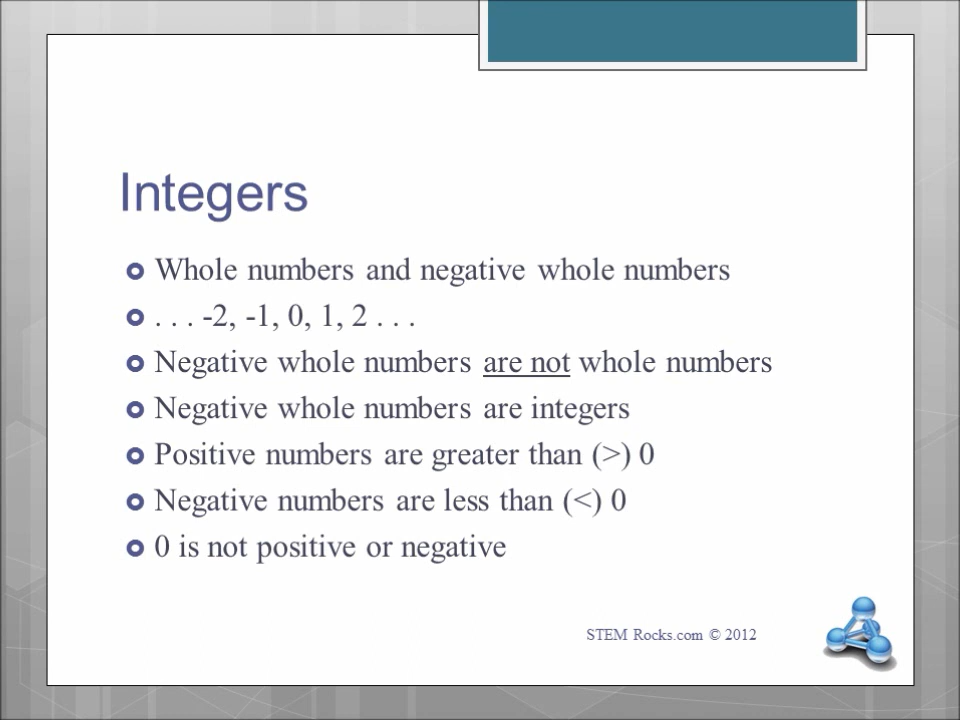 Integers
Whole numbers and negative whole numbers
. . . -2, -1, 0, 1, 2 . . .
Negative whole numbers are not whole numbers
Negative whole numbers are integers
Positive numbers are greater than (>) 0
Negative numbers are less than (<) 0
0 is not positive or negative
STEM Rocks.com © 2012